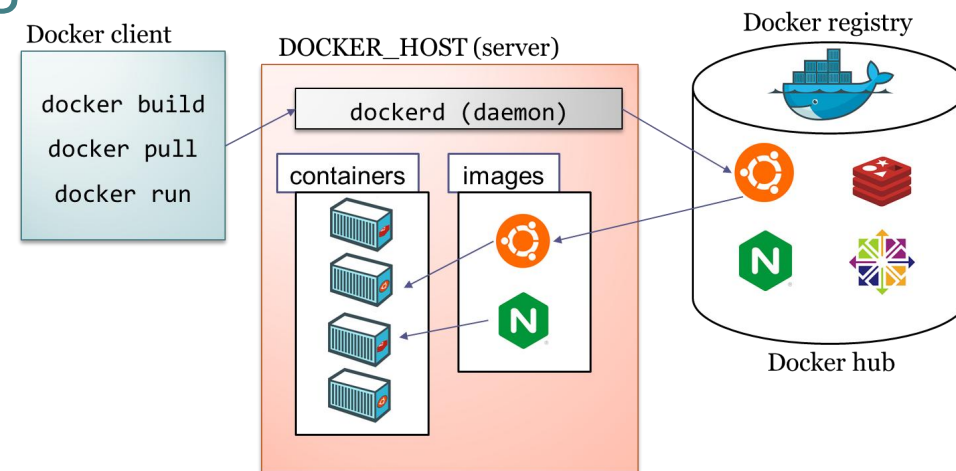 Docker client
docker build
docker pull
docker run
DOCKER_HOST (server)
dockerd (daemon)
containers
images
N
Docker registry
N
Docker hub